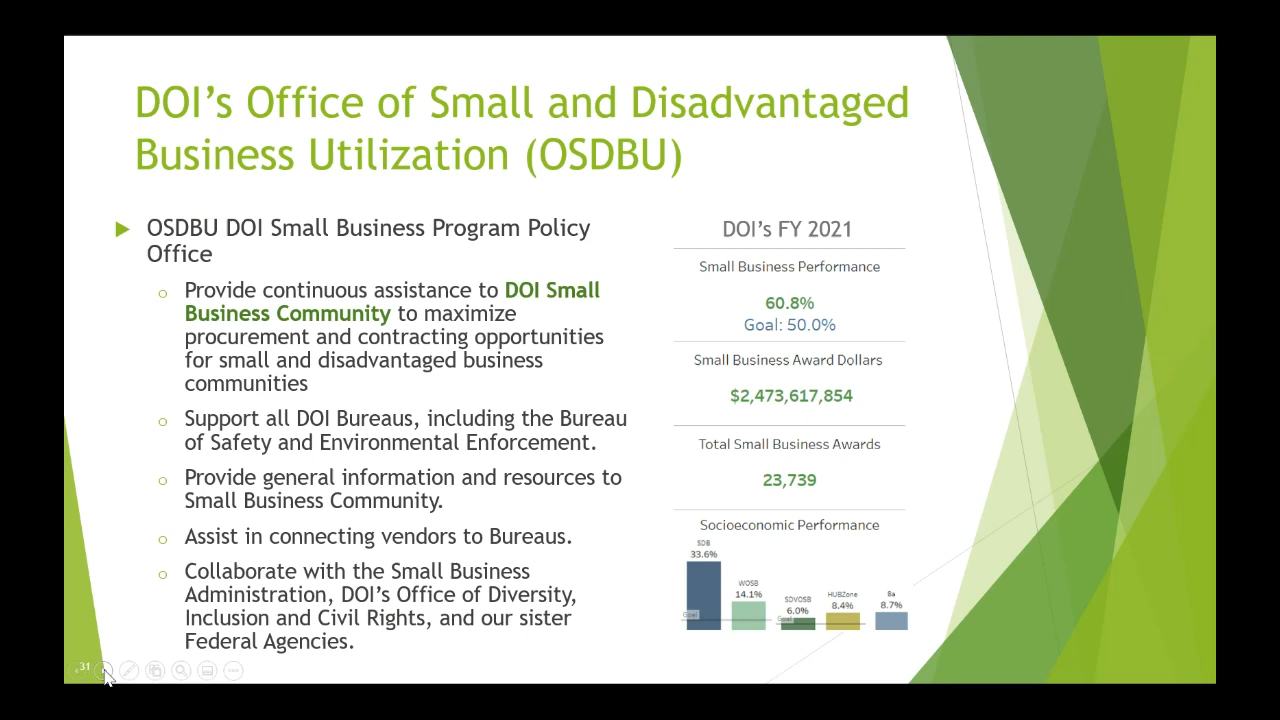 DOI's Office of Small and Disadvantaged
Business Utilization (OSDBU)
OSDBU DOI Small Business Program Policy
Office
Provide continuous assistance to DOI Small
Business Community to maximize
procurement and contracting opportunities
for small and disadvantaged business
communities
Support all DOI Bureaus, including the Bureau
of Safety and Environmental Enforcement.
Provide general information and resources to
Small Business Community.
Assist in connecting vendors to Bureaus.
Collaborate with the Small Business
Administration, DOI's Office of Diversity,
Inclusion and Civil Rights, and our sister
Federal Agencies.
DOI's FY 2021
Small Business Performance
60.8%
Goal: 50.0%
Small Business Award Dollars
$2,473,617,854
Total Small Business Awards
23,739
Socioeconomic Performance
SDB
33.6%
WOSB
14.1%
SDVOSB
6.0%
HUBZone
8.4%
8a
8.7%
Goal
Goal
31